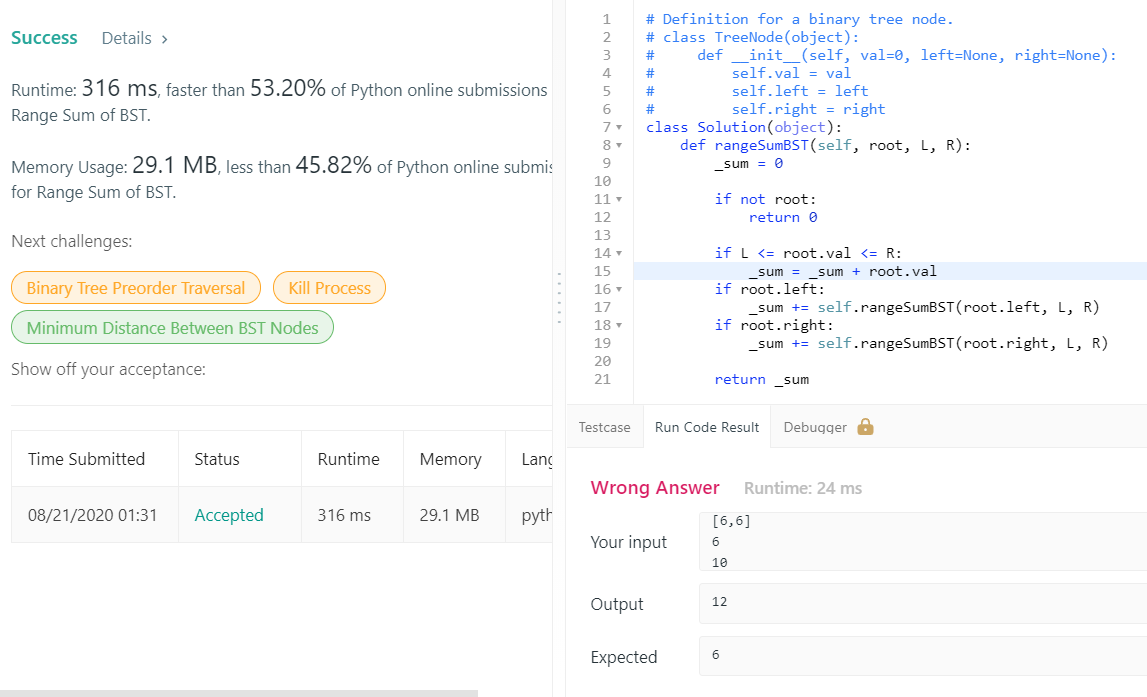 Success Details >
Runtime: 316 ms, faster than 53.20% of Python online submissions
Range Sum of BST.
Memory Usage: 29.1 MB, less than 45.82% of Python online submis
for Range Sum of BST.
Next challenges:
Binary Tree Preorder Traversal Kill Process
Minimum Distance Between BST Nodes
Show off your acceptance:
Time Submitted Status Runtime Memory Lang
08/21/2020 01:31 Accepted 316 ms 29.1 MB pyth
1 # Definition for a binary tree node.
2 # class TreeNode(object):
3 #     def __init__(self, val=0, left=None, right=None):
4 #         self.val = val
5 #         self.left = left
6 #         self.right = right
7 class Solution(object):
8     def rangeSumBST(self, root, L, R):
9         _sum = 0
10
11         if not root:
12             return 0
13
14         if L <= root.val <= R:
15             _sum = _sum + root.val
16         if root.left:
17             _sum += self.rangeSumBST(root.left, L, R)
18         if root.right:
19             _sum += self.rangeSumBST(root.right, L, R)
20
21         return _sum
Testcase Run Code Result Debugger
Wrong Answer Runtime: 24 ms
Your input
[6,6]
6
10
Output 12
Expected 6